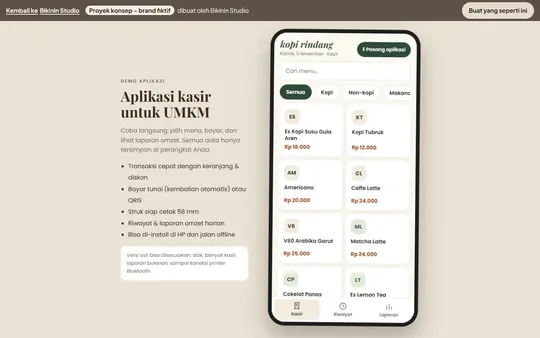 Kembali ke Bikinin Studio
Proyek konsep – brand fiktif
dibuat oleh Bikinin Studio
Buat yang seperti ini
DEMO APLIKASI
Aplikasi kasir
untuk UMKM
Coba langsung: pilih menu, bayar, dan
lihat laporan omzet. Semua data hanya
tersimpan di perangkat Anda.
Transaksi cepat dengan keranjang &
diskon
Bayar tunai (kembalian otomatis) atau
QRIS
Struk siap cetak 58 mm
Riwayat & laporan omzet harian
Bisa di-install di HP dan jalan offline
Versi asli bisa disesuaikan: stok, banyak kasir,
laporan bulanan, sampai koneksi printer
Bluetooth.
kopi rindang
Kamis, 5 November · Kasir
Pasang aplikasi
Cari menu...
Semua
Kopi
Non-kopi
Makanc
ES
Es Kopi Susu Gula
Aren
Rp 18.000
KT
Kopi Tubruk
Rp 12.000
AM
Americano
Rp 20.000
CL
Caffe Latte
Rp 24.000
V6
V60 Arabika Garut
Rp 25.000
ML
Matcha Latte
Rp 24.000
CP
Cokelat Panas
LT
Es Lemon Tea
Kasir
Riwayat
Laporan